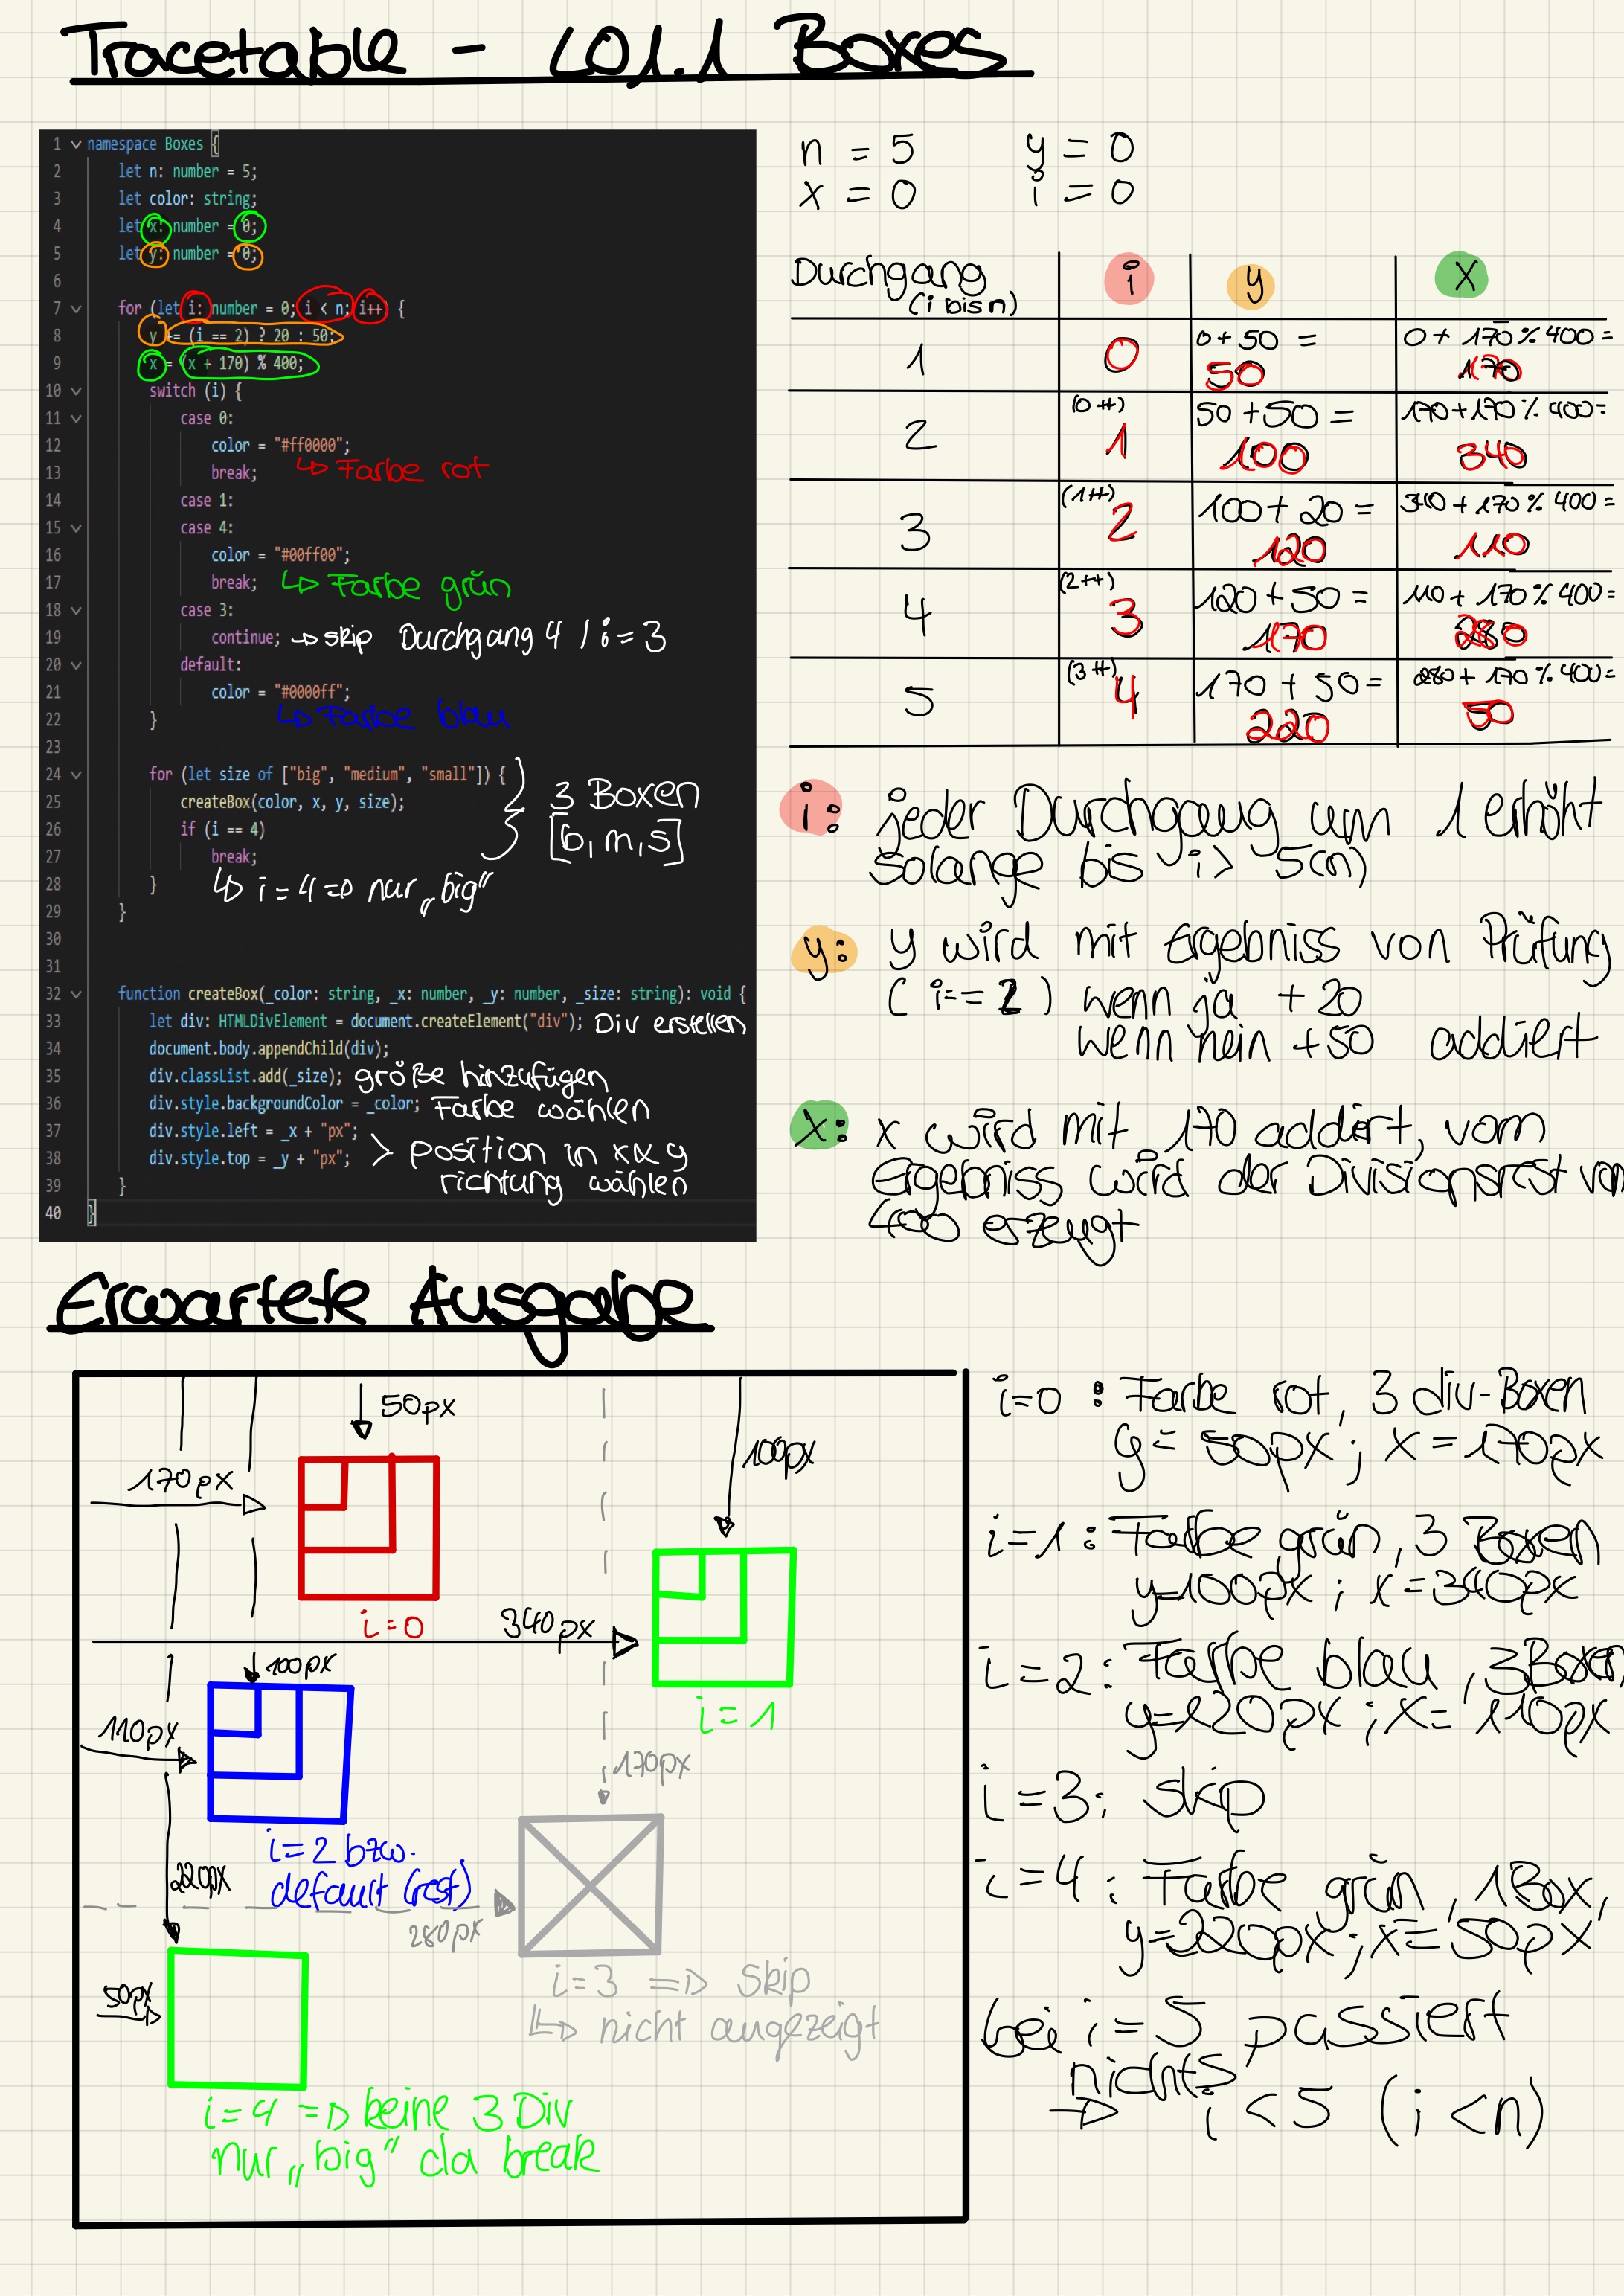 Tracetable - L01.1 Boxes
1 namespace Boxes {
2 let n: number = 5;
3 let color: string;
4 let x: number = 0;
5 let y: number = 0;
6
7 for (let i: number = 0; i < n; i++) {
8 y += (i == 2) ? 20 : 50;
9 x = (x + 170) % 400;
10 switch (i) {
11 case 0:
12 color = "#ff0000";
13 break; ↳ Farbe rot
14 case 1:
15 case 4:
16 color = "#00ff00";
17 break; ↳ Farbe grün
18 case 3:
19 continue; → skip Durchgang 4 / i = 3
20 default:
21 color = "#0000ff";
22 } ↳ Farbe blau
23
24 for (let size of ["big", "medium", "small"]) {
25 createBox(color, x, y, size);
26 if (i == 4)
27 break;
28 } ↳ i = 4 => nur „big"
29 }
3 Boxen
[b, m, s]
30
31
32 function createBox(_color: string, _x: number, _y: number, _size: string): void {
33 let div: HTMLDivElement = document.createElement("div"); Div erstellen
34 document.body.appendChild(div);
35 div.classList.add(_size); größe hinzufügen
36 div.style.backgroundColor = _color; Farbe wählen
37 div.style.left = _x + "px";
38 div.style.top = _y + "px"; > position in x & y
39 } richtung wählen
40 }
n = 5 y = 0
x = 0 i = 0
Durchgang (i bis n) i y x
1 0 0 + 50 = 50 0 + 170 % 400 = 170
2 (0++) 1 50 + 50 = 100 170 + 170 % 400 = 340
3 (1++) 2 100 + 20 = 120 340 + 170 % 400 = 110
4 (2++) 3 120 + 50 = 170 110 + 170 % 400 = 280
5 (3++) 4 170 + 50 = 220 280 + 170 % 400 = 50
i: jeder Durchgang um 1 erhöht
solange bis i > 5(n)
y: y wird mit Ergebniss von Prüfung
( i == 2 ) wenn ja + 20
wenn nein + 50 addiert
x: x wird mit 170 addiert, vom
Ergebniss wird der Divisionsrest von
400 erzeugt
Erwartete Ausgabe
50px
170px
100px
i = 0
340px
100px
i = 1
110px
170px
i = 2 bzw.
default (rest)
220px
280px
50px
i = 3 => Skip
↳ nicht angezeigt
i = 4 => keine 3 Div
nur „big" da break
i=0 : Farbe rot, 3 div-Boxen
y = 50px ; x = 170px
i=1 : Farbe grün, 3 Boxen
y=100px ; x = 340px
i = 2 : Farbe blau, 3 Boxen
y=120px ; x = 110px
i = 3 : skip
i = 4 : Farbe grün, 1 Box,
y=220px ; x = 50px
bei i = 5 passiert
nichts
→ i < 5 (i < n)